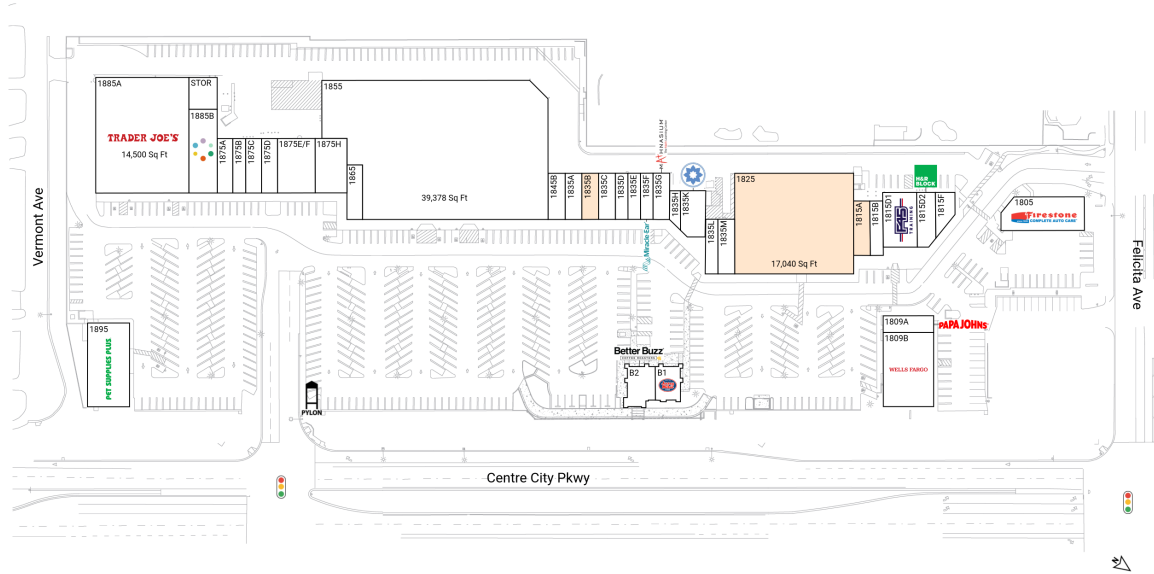 1885A
STOR
1885B
TRADER JOE'S
14,500 Sq Ft
1875A
1875B
1875C
1875D
1875E/F
1875H
1855
1865
39,378 Sq Ft
1845B
1835A
1835B
1835C
1835D
1835E
1835F
1835G
MATHNASIUM
1835H
1835K
1835L
1835M
1825
17,040 Sq Ft
1815A
1815B
1815D1
F45
TRAINING
1815D2
1815F
H&R
BLOCK
1805
Firestone
COMPLETE AUTO CARE
Vermont Ave
Felicita Ave
Miracle Ear
1895
PET SUPPLIES PLUS
PYLON
Better Buzz
B2
B1
1809A
PAPA JOHNS
1809B
WELLS FARGO
Centre City Pkwy
N